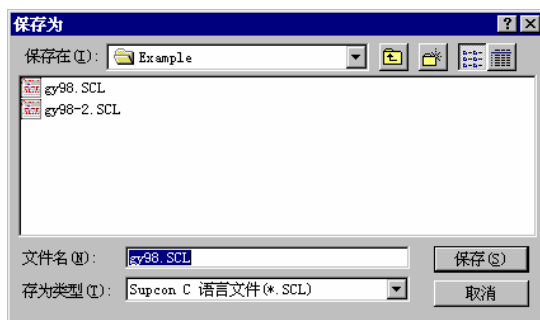 保存为
保存在(I): Example
gy98.SCL
gy98-2.SCL
文件名(N): gy98.SCL 保存(S)
存为类型(T): Supcon C 语言文件(*.SCL) 取消